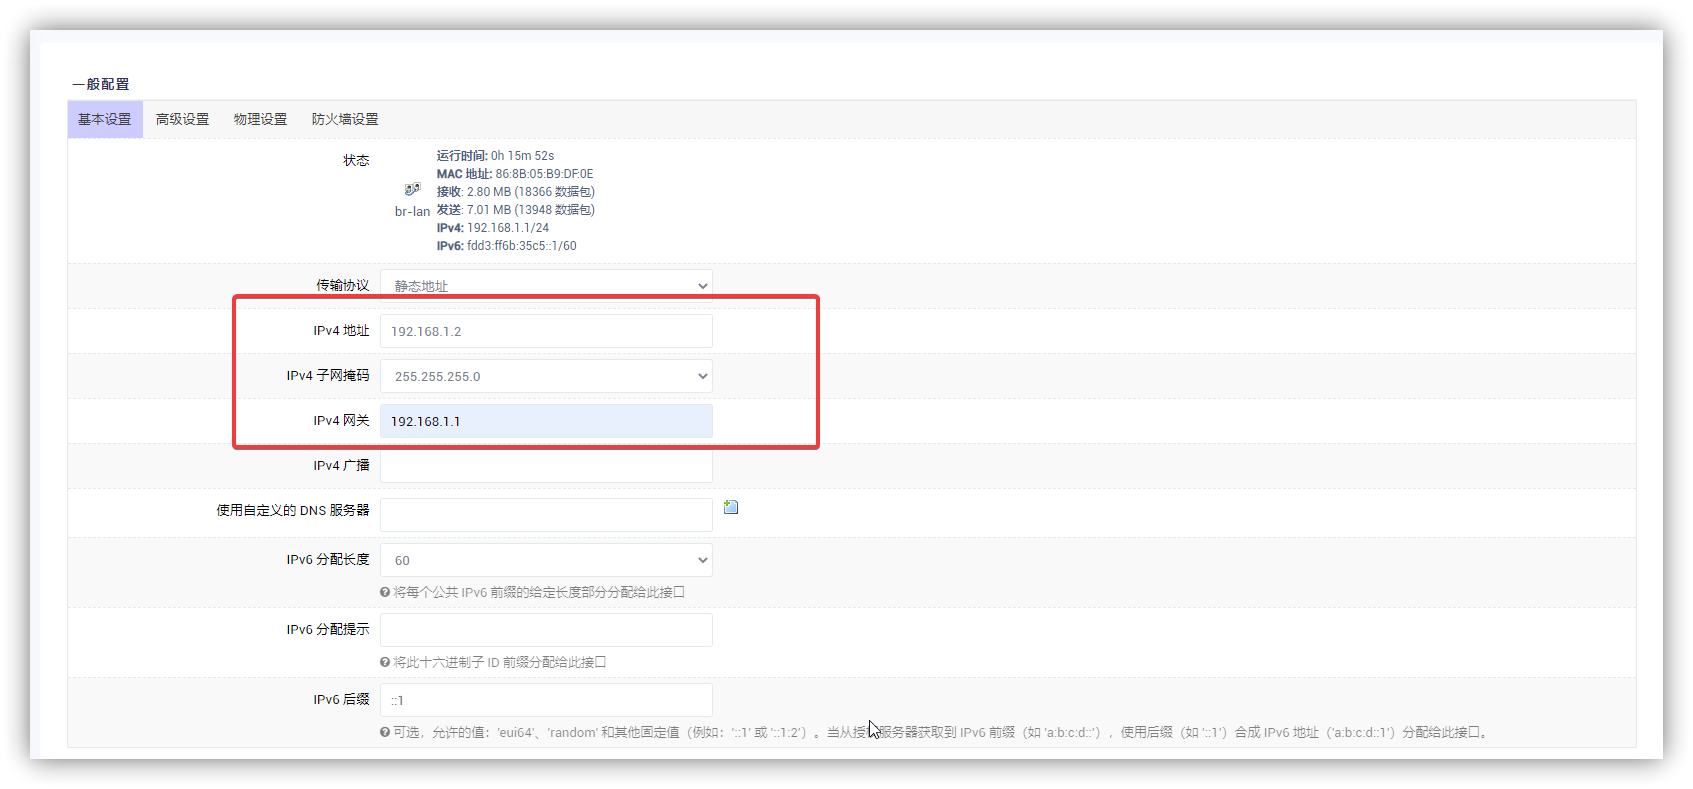 一般配置
基本设置 高级设置 物理设置 防火墙设置
状态
br-lan
运行时间: 0h 15m 52s
MAC 地址: 86:8B:05:B9:DF:0E
接收: 2.80 MB (18366 数据包)
发送: 7.01 MB (13948 数据包)
IPv4: 192.168.1.1/24
IPv6: fdd3:ff6b:35c5::1/60
传输协议 静态地址
IPv4 地址 192.168.1.2
IPv4 子网掩码 255.255.255.0
IPv4 网关 192.168.1.1
IPv4 广播
使用自定义的 DNS 服务器
IPv6 分配长度 60
将每个公共 IPv6 前缀的给定长度部分分配给此接口
IPv6 分配提示
将此十六进制子 ID 前缀分配给此接口
IPv6 后缀 ::1
可选，允许的值：'eui64'、'random' 和其他固定值（例如：'::1' 或 '::1:2'）。当从授服务器获取到 IPv6 前缀（如 'a:b:c:d::'），使用后缀（如 '::1'）合成 IPv6 地址（'a:b:c:d::1'）分配给此接口。